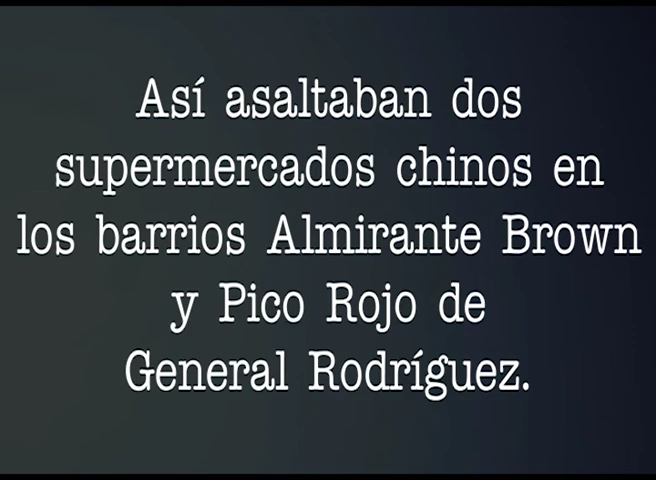 Así asaltaban dos
supermercados chinos en
los barrios Almirante Brown
y Pico Rojo de
General Rodríguez.